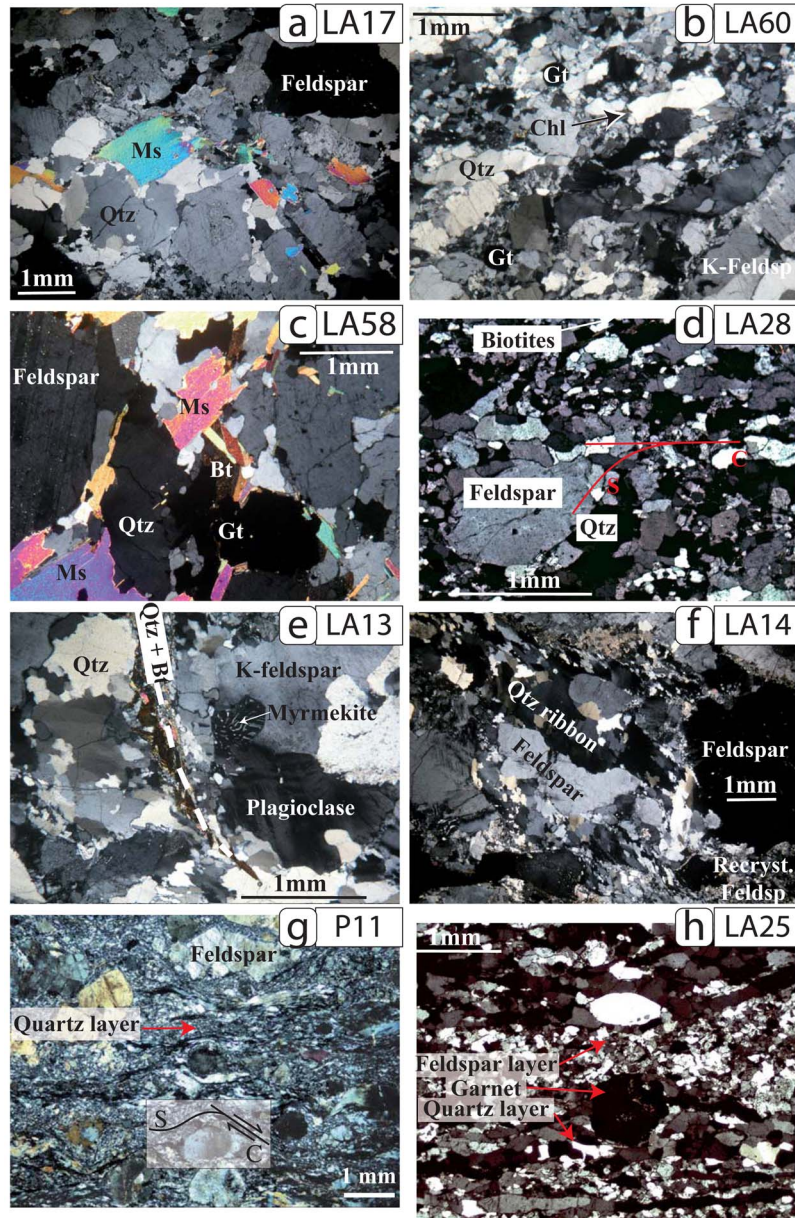 a LA17
Feldspar
Ms
Qtz
1mm
1mm
b LA60
Gt
Chl
Qtz
Gt
K-Feldsp
c LA58
Feldspar
1mm
Ms
Bt
Qtz
Gt
Ms
Biotites
d LA28
C
S
Feldspar
Qtz
1mm
e LA13
Qtz
Qtz + Bt
K-feldspar
Myrmekite
Plagioclase
1mm
f LA14
Qtz ribbon
Feldspar
Feldspar
1mm
Recryst.
Feldsp
g P11
Feldspar
Quartz layer
S
C
1 mm
1mm
h LA25
Feldspar layer
Garnet
Quartz layer